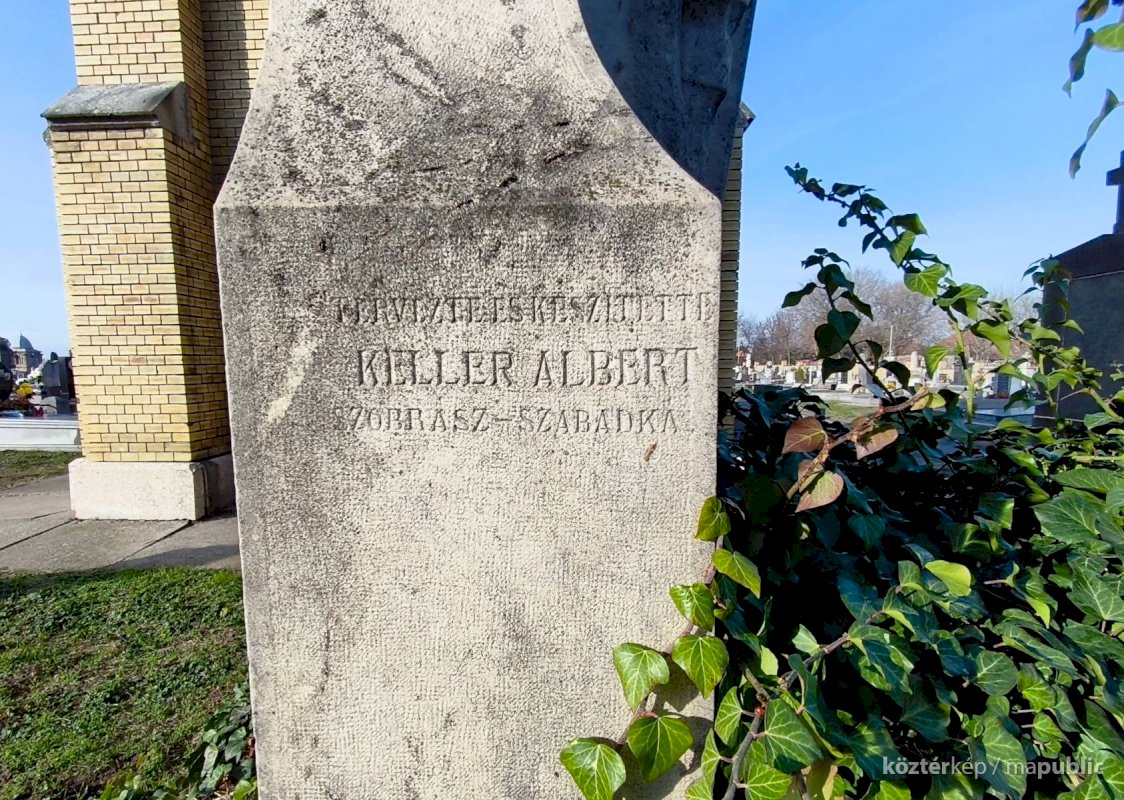 TERVEZTE ÉS KÉSZÍTETTE
KELLER ALBERT
SZOBRÁSZ – SZABADKA
köztérkép / mapublic